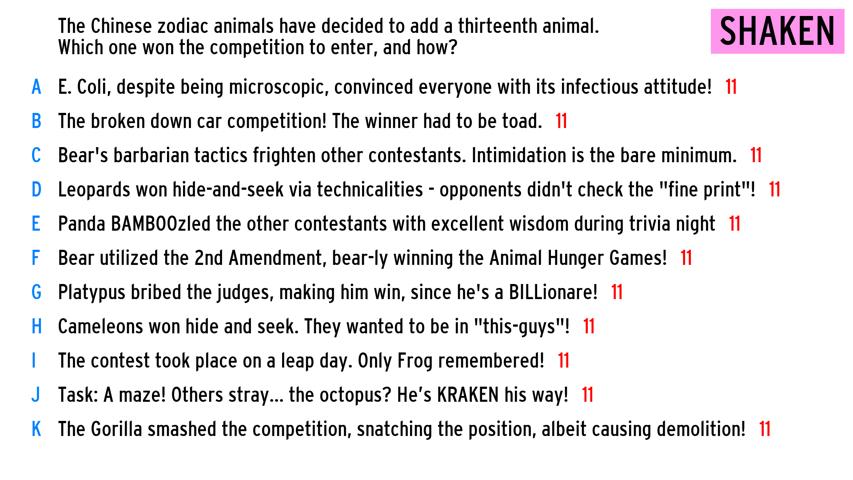 The Chinese zodiac animals have decided to add a thirteenth animal.
Which one won the competition to enter, and how?
SHAKEN
A E. Coli, despite being microscopic, convinced everyone with its infectious attitude! 11
B The broken down car competition! The winner had to be toad. 11
C Bear's barbarian tactics frighten other contestants. Intimidation is the bare minimum. 11
D Leopards won hide-and-seek via technicalities - opponents didn't check the "fine print"! 11
E Panda BAMBOOzled the other contestants with excellent wisdom during trivia night 11
F Bear utilized the 2nd Amendment, bear-ly winning the Animal Hunger Games! 11
G Platypus bribed the judges, making him win, since he's a BILLionare! 11
H Cameleons won hide and seek. They wanted to be in "this-guys"! 11
I The contest took place on a leap day. Only Frog remembered! 11
J Task: A maze! Others stray... the octopus? He’s KRAKEN his way! 11
K The Gorilla smashed the competition, snatching the position, albeit causing demolition! 11